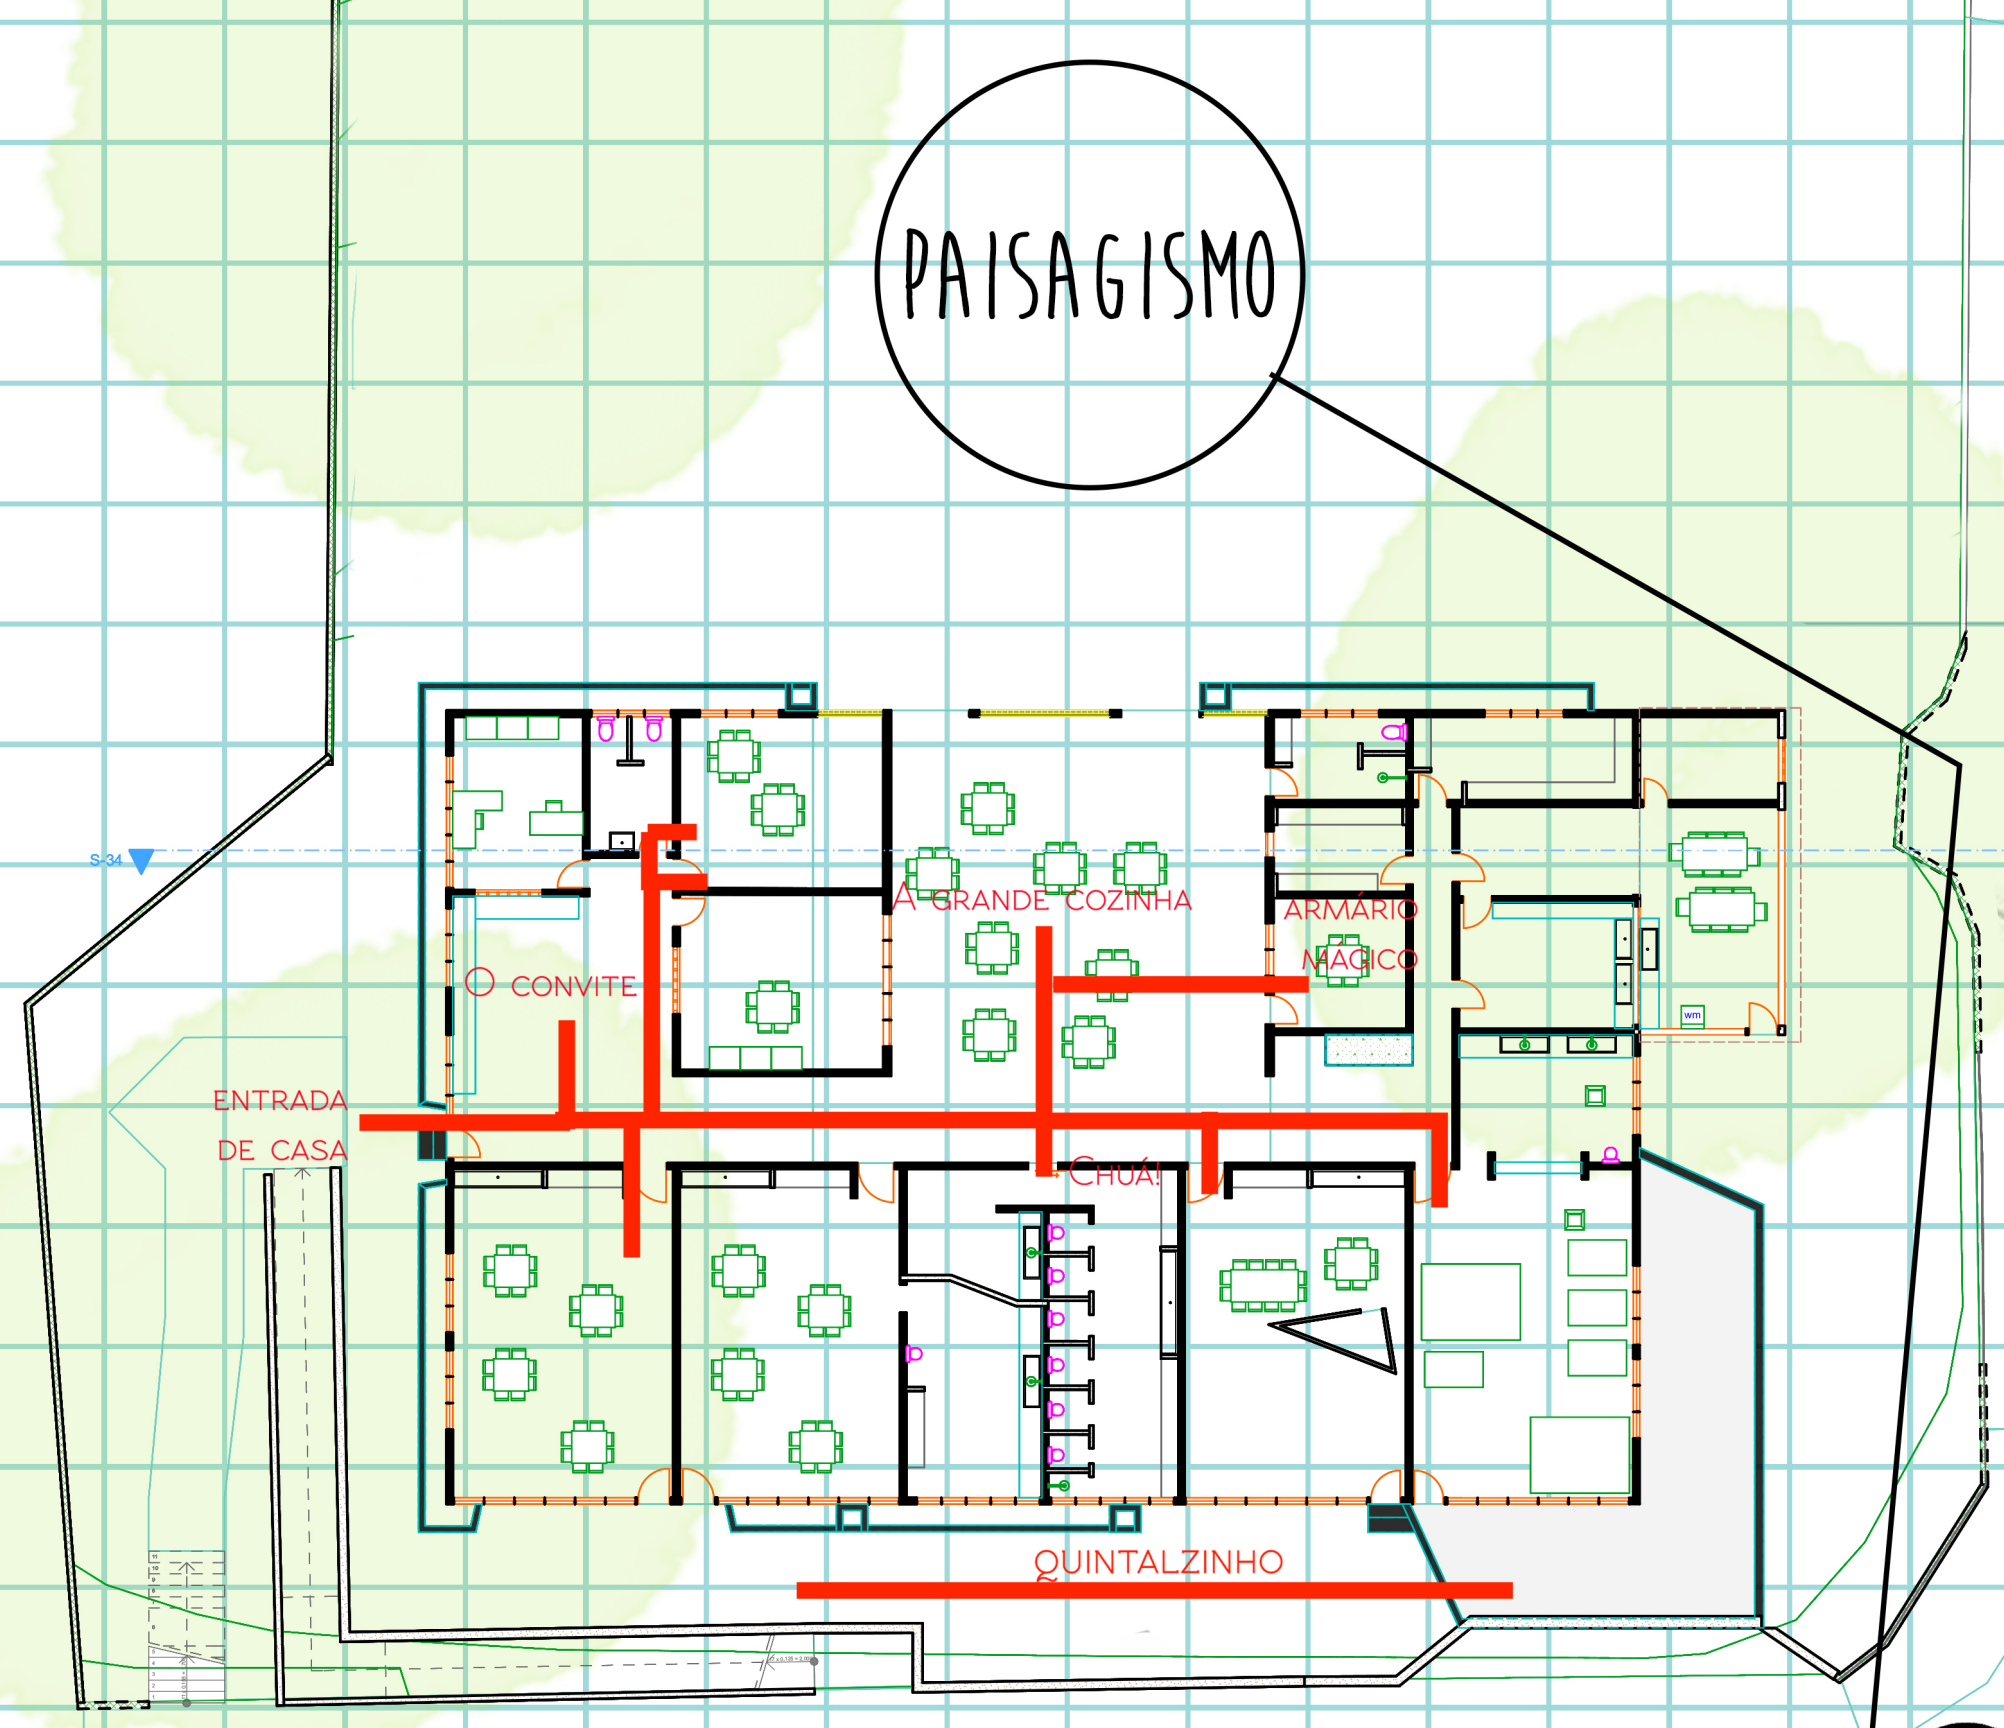 PAISAGISMO
S-34
A GRANDE COZINHA
ARMÁRIO
MÁGICO
O CONVITE
wm
ENTRADA
DE CASA
CHUÁ!
QUINTALZINHO